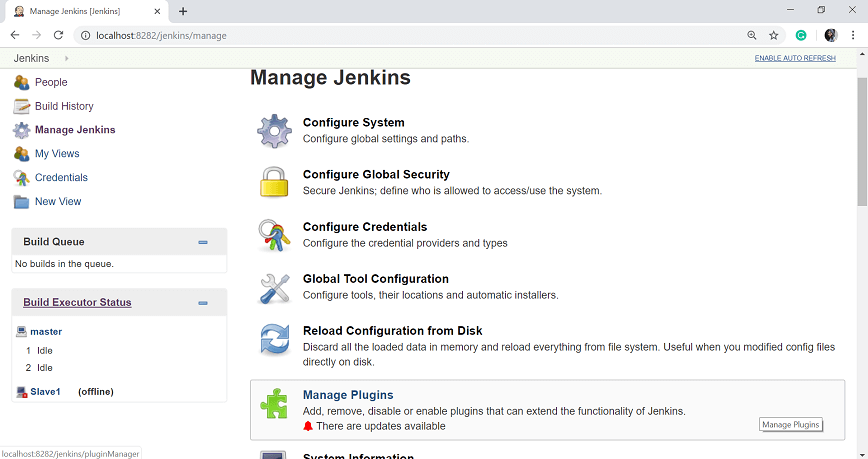 Manage Jenkins [Jenkins]
localhost:8282/jenkins/manage
Jenkins
ENABLE AUTO REFRESH
People
Build History
Manage Jenkins
My Views
Credentials
New View
Build Queue
No builds in the queue.
Build Executor Status
master
1 Idle
2 Idle
Slave1 (offline)
Manage Jenkins
Configure System
Configure global settings and paths.
Configure Global Security
Secure Jenkins; define who is allowed to access/use the system.
Configure Credentials
Configure the credential providers and types
Global Tool Configuration
Configure tools, their locations and automatic installers.
Reload Configuration from Disk
Discard all the loaded data in memory and reload everything from file system. Useful when you modified config files
directly on disk.
Manage Plugins
Add, remove, disable or enable plugins that can extend the functionality of Jenkins.
There are updates available
Manage Plugins
System Information
localhost:8282/jenkins/pluginManager